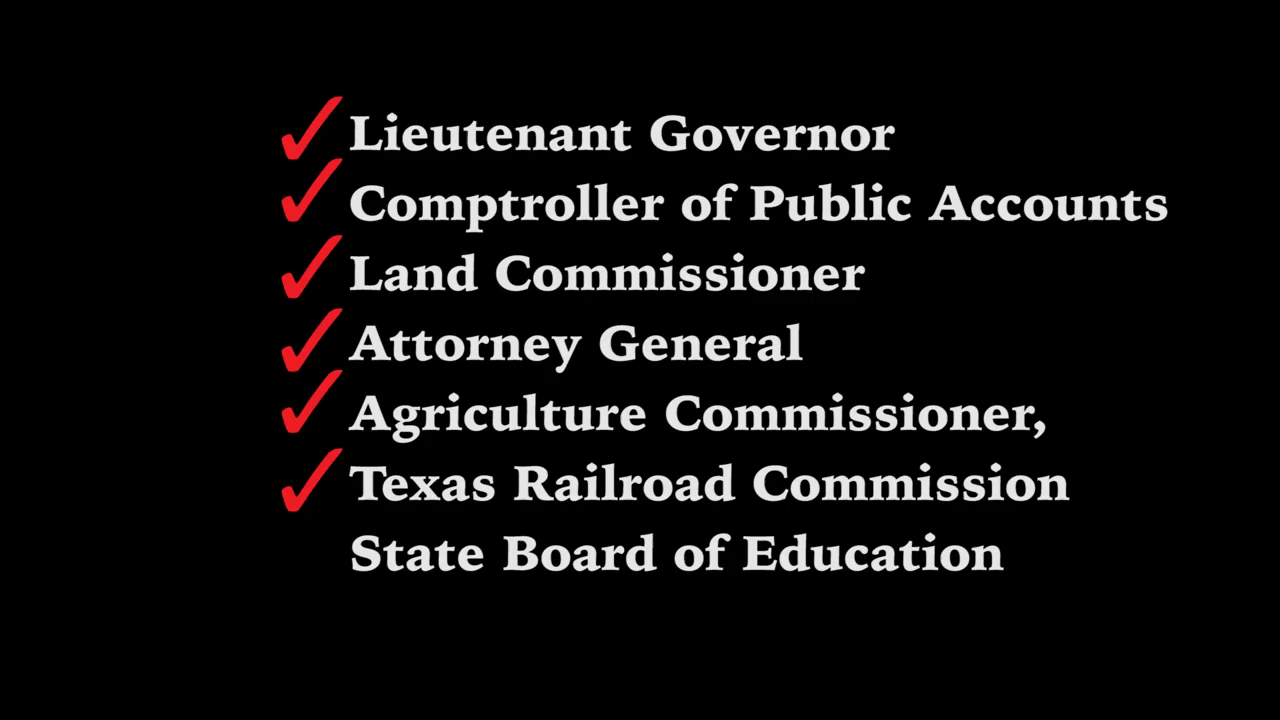 Lieutenant Governor
Comptroller of Public Accounts
Land Commissioner
Attorney General
Agriculture Commissioner,
Texas Railroad Commission
State Board of Education